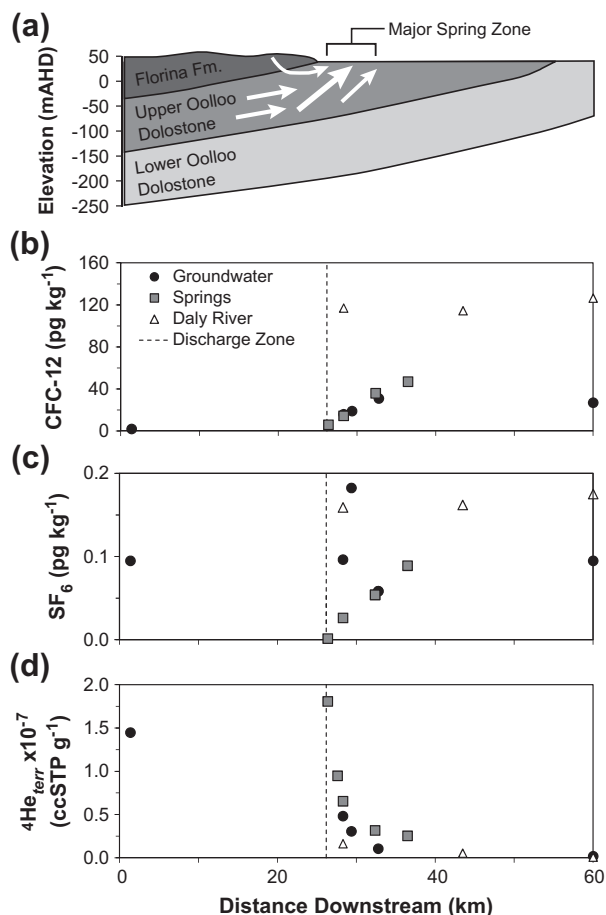 (a)
Major Spring Zone
Elevation (mAHD)
50
0
-50
-100
-150
-200
-250
Florina Fm.
Upper Oolloo
Dolostone
Lower Oolloo
Dolostone
(b)
CFC-12 (pg kg-1)
160
120
80
40
0
Groundwater
Springs
Daly River
Discharge Zone
(c)
SF6 (pg kg-1)
0.2
0.1
0.0
(d)
4Heterr x10-7
(ccSTP g-1)
2.0
1.5
1.0
0.5
0.0
0 20 40 60
Distance Downstream (km)